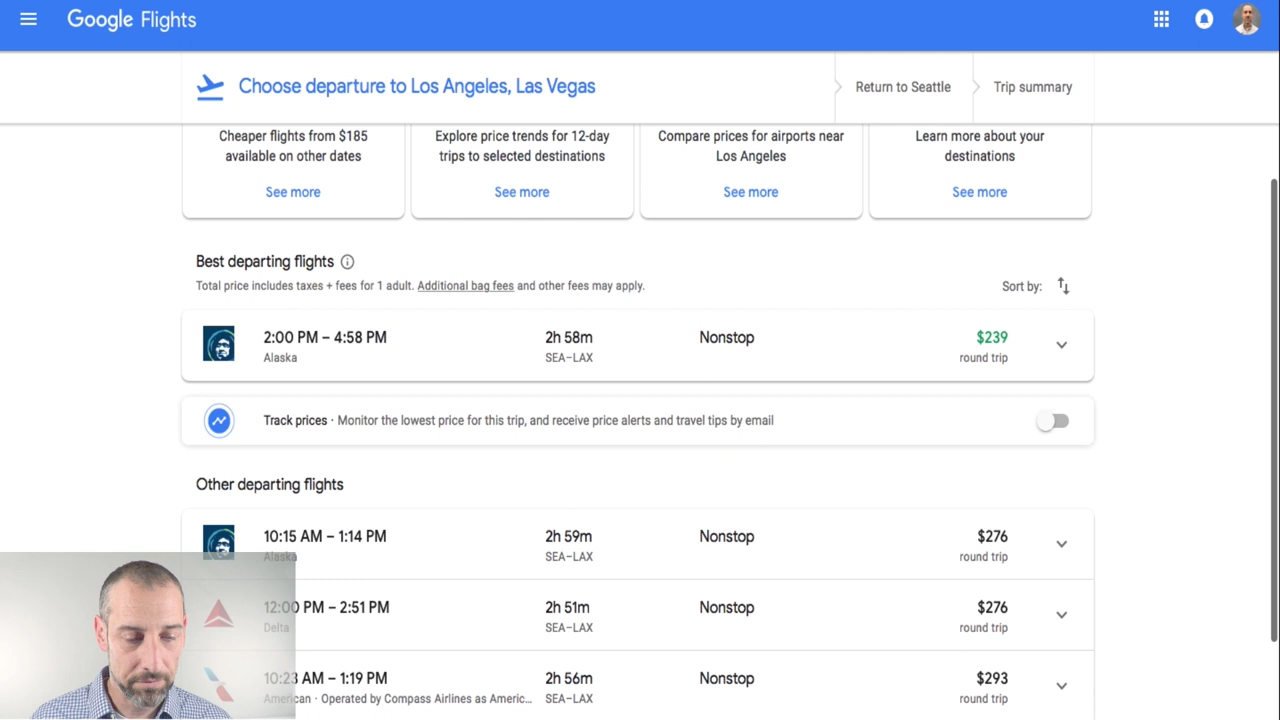 Google Flights
Choose departure to Los Angeles, Las Vegas
Return to Seattle
Trip summary
Cheaper flights from $185
available on other dates
See more
Explore price trends for 12-day
trips to selected destinations
See more
Compare prices for airports near
Los Angeles
See more
Learn more about your
destinations
See more
Best departing flights
Total price includes taxes + fees for 1 adult. Additional bag fees and other fees may apply.
Sort by:
2:00 PM – 4:58 PM
Alaska
2h 58m
SEA–LAX
Nonstop
$239
round trip
Track prices · Monitor the lowest price for this trip, and receive price alerts and travel tips by email
Other departing flights
10:15 AM – 1:14 PM
Alaska
2h 59m
SEA–LAX
Nonstop
$276
round trip
12:00 PM – 2:51 PM
Delta
2h 51m
SEA–LAX
Nonstop
$276
round trip
10:23 AM – 1:19 PM
American · Operated by Compass Airlines as Americ...
2h 56m
SEA–LAX
Nonstop
$293
round trip